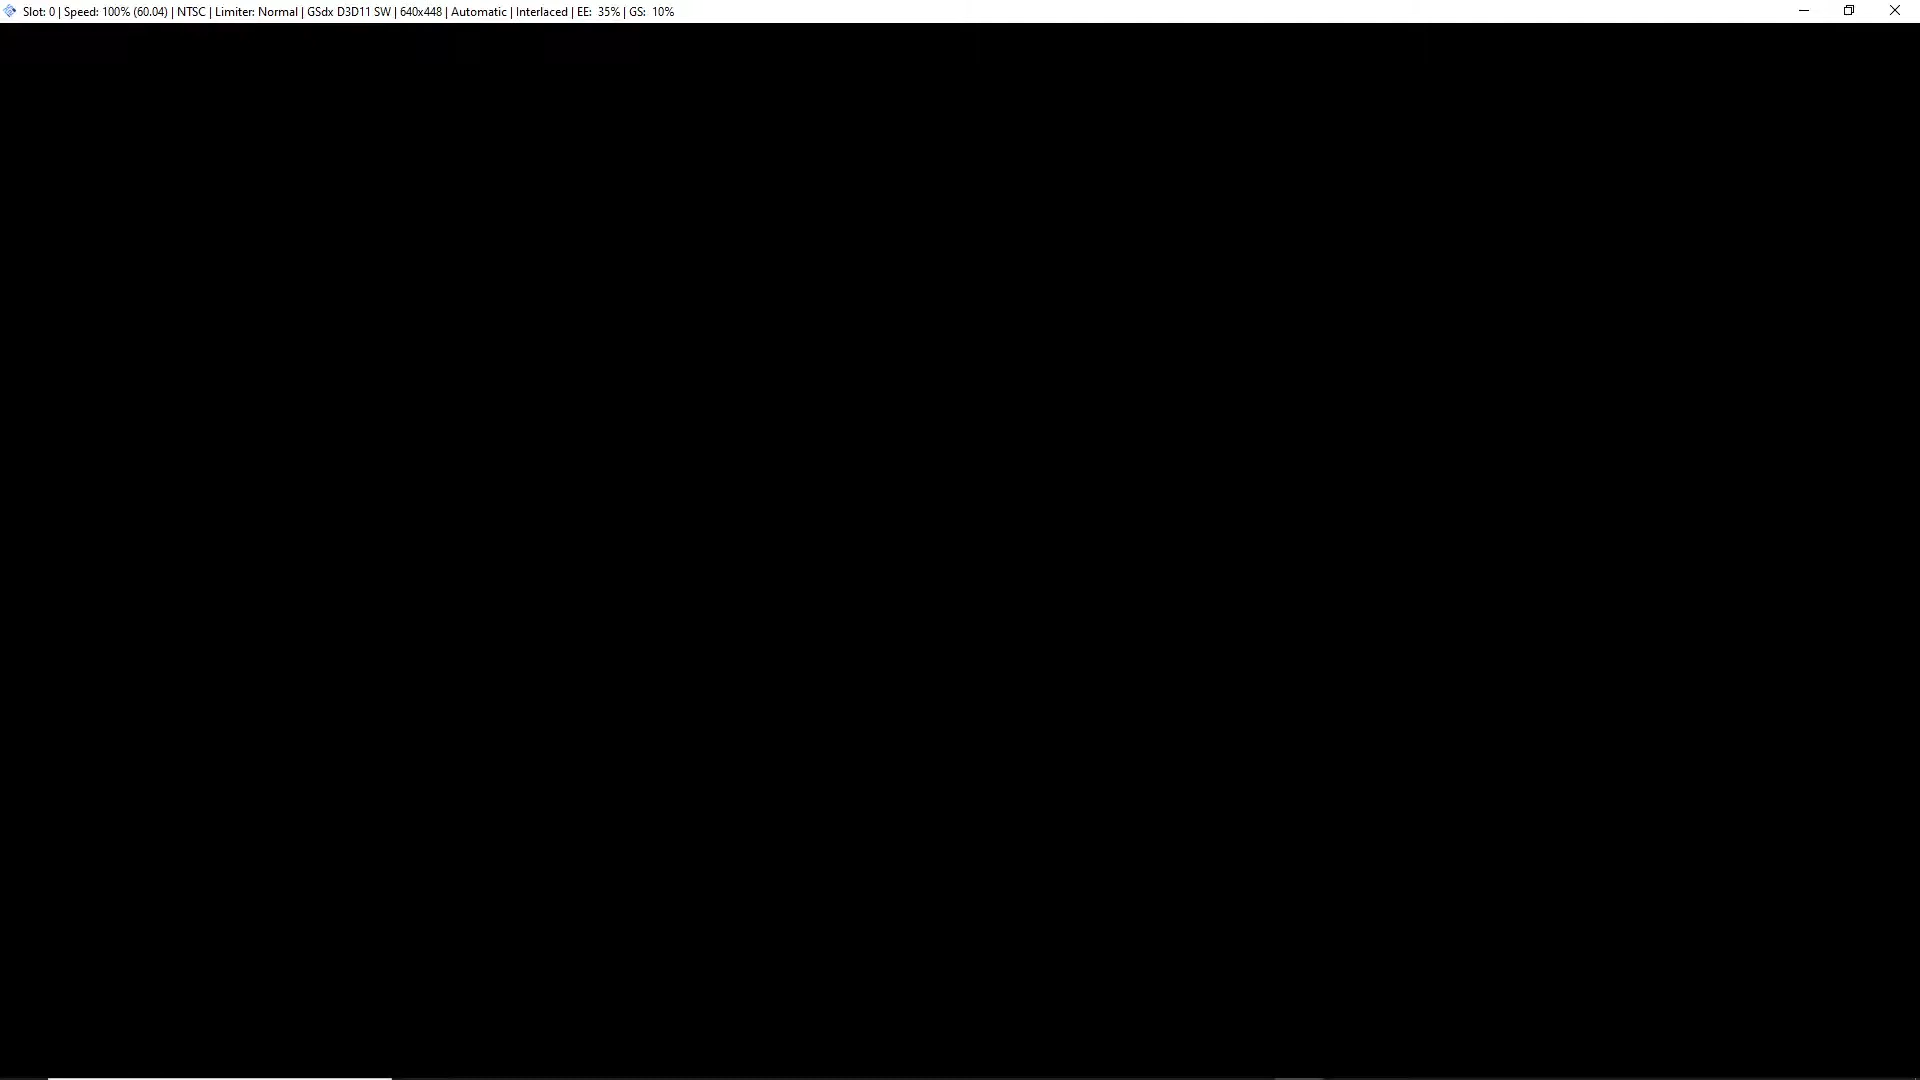 Slot: 0 | Speed: 100% (60.04) | NTSC | Limiter: Normal | GSdx D3D11 SW | 640x448 | Automatic | Interlaced | EE:  35% | GS:  10%